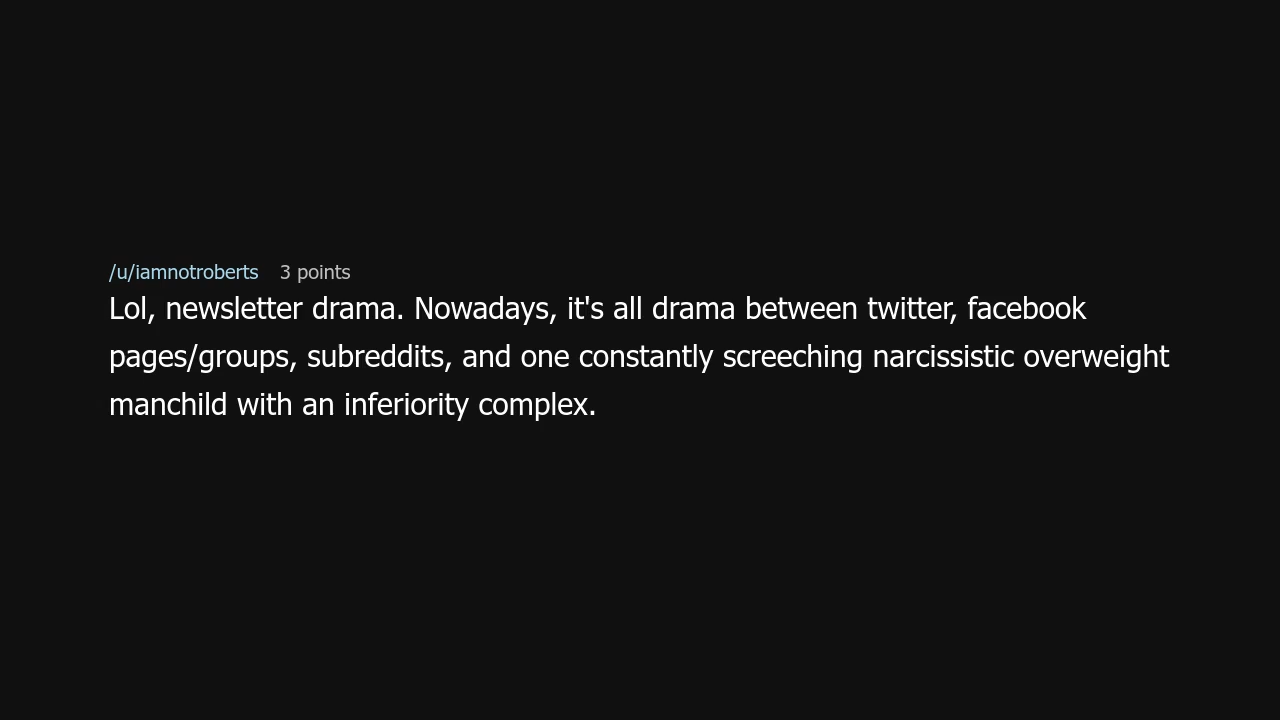 /u/iamnotroberts 3 points
Lol, newsletter drama. Nowadays, it's all drama between twitter, facebook
pages/groups, subreddits, and one constantly screeching narcissistic overweight
manchild with an inferiority complex.